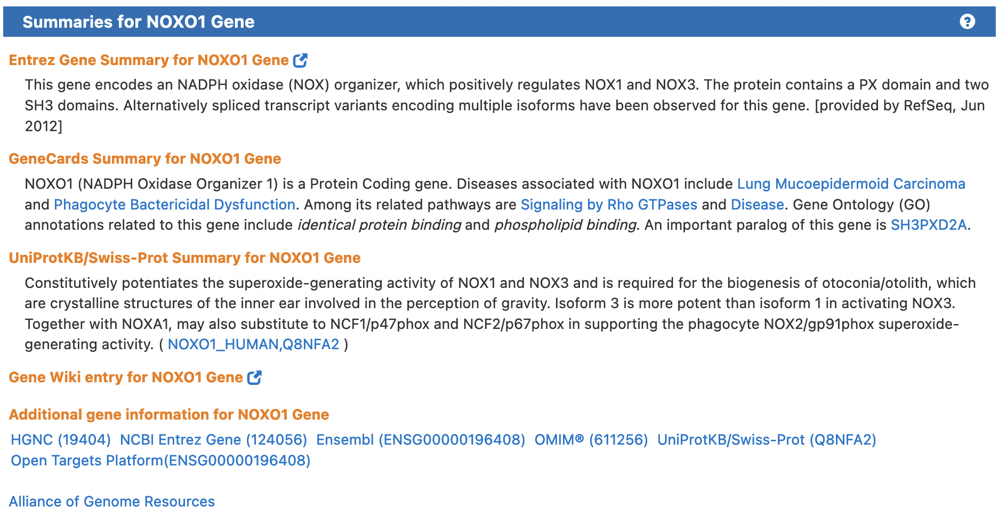 Summaries for NOXO1 Gene
Entrez Gene Summary for NOXO1 Gene
This gene encodes an NADPH oxidase (NOX) organizer, which positively regulates NOX1 and NOX3. The protein contains a PX domain and two
SH3 domains. Alternatively spliced transcript variants encoding multiple isoforms have been observed for this gene. [provided by RefSeq, Jun
2012]
GeneCards Summary for NOXO1 Gene
NOXO1 (NADPH Oxidase Organizer 1) is a Protein Coding gene. Diseases associated with NOXO1 include Lung Mucoepidermoid Carcinoma
and Phagocyte Bactericidal Dysfunction. Among its related pathways are Signaling by Rho GTPases and Disease. Gene Ontology (GO)
annotations related to this gene include identical protein binding and phospholipid binding. An important paralog of this gene is SH3PXD2A.
UniProtKB/Swiss-Prot Summary for NOXO1 Gene
Constitutively potentiates the superoxide-generating activity of NOX1 and NOX3 and is required for the biogenesis of otoconia/otolith, which
are crystalline structures of the inner ear involved in the perception of gravity. Isoform 3 is more potent than isoform 1 in activating NOX3.
Together with NOXA1, may also substitute to NCF1/p47phox and NCF2/p67phox in supporting the phagocyte NOX2/gp91phox superoxide-
generating activity. ( NOXO1_HUMAN,Q8NFA2 )
Gene Wiki entry for NOXO1 Gene
Additional gene information for NOXO1 Gene
HGNC (19404) NCBI Entrez Gene (124056) Ensembl (ENSG00000196408) OMIM® (611256) UniProtKB/Swiss-Prot (Q8NFA2)
Open Targets Platform(ENSG00000196408)
Alliance of Genome Resources